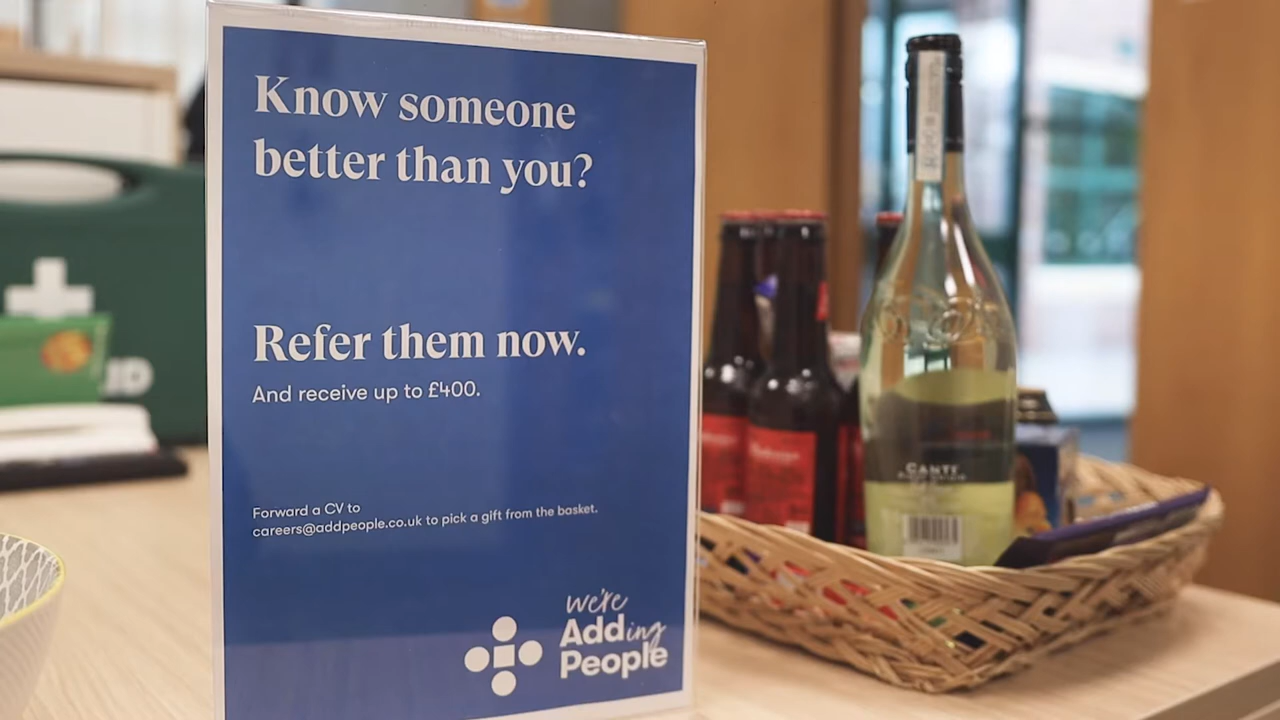 Know someone
better than you?
Refer them now.
And receive up to £400.
Forward a CV to
careers@addpeople.co.uk to pick a gift from the basket.
we're
Adding
People
CANTI